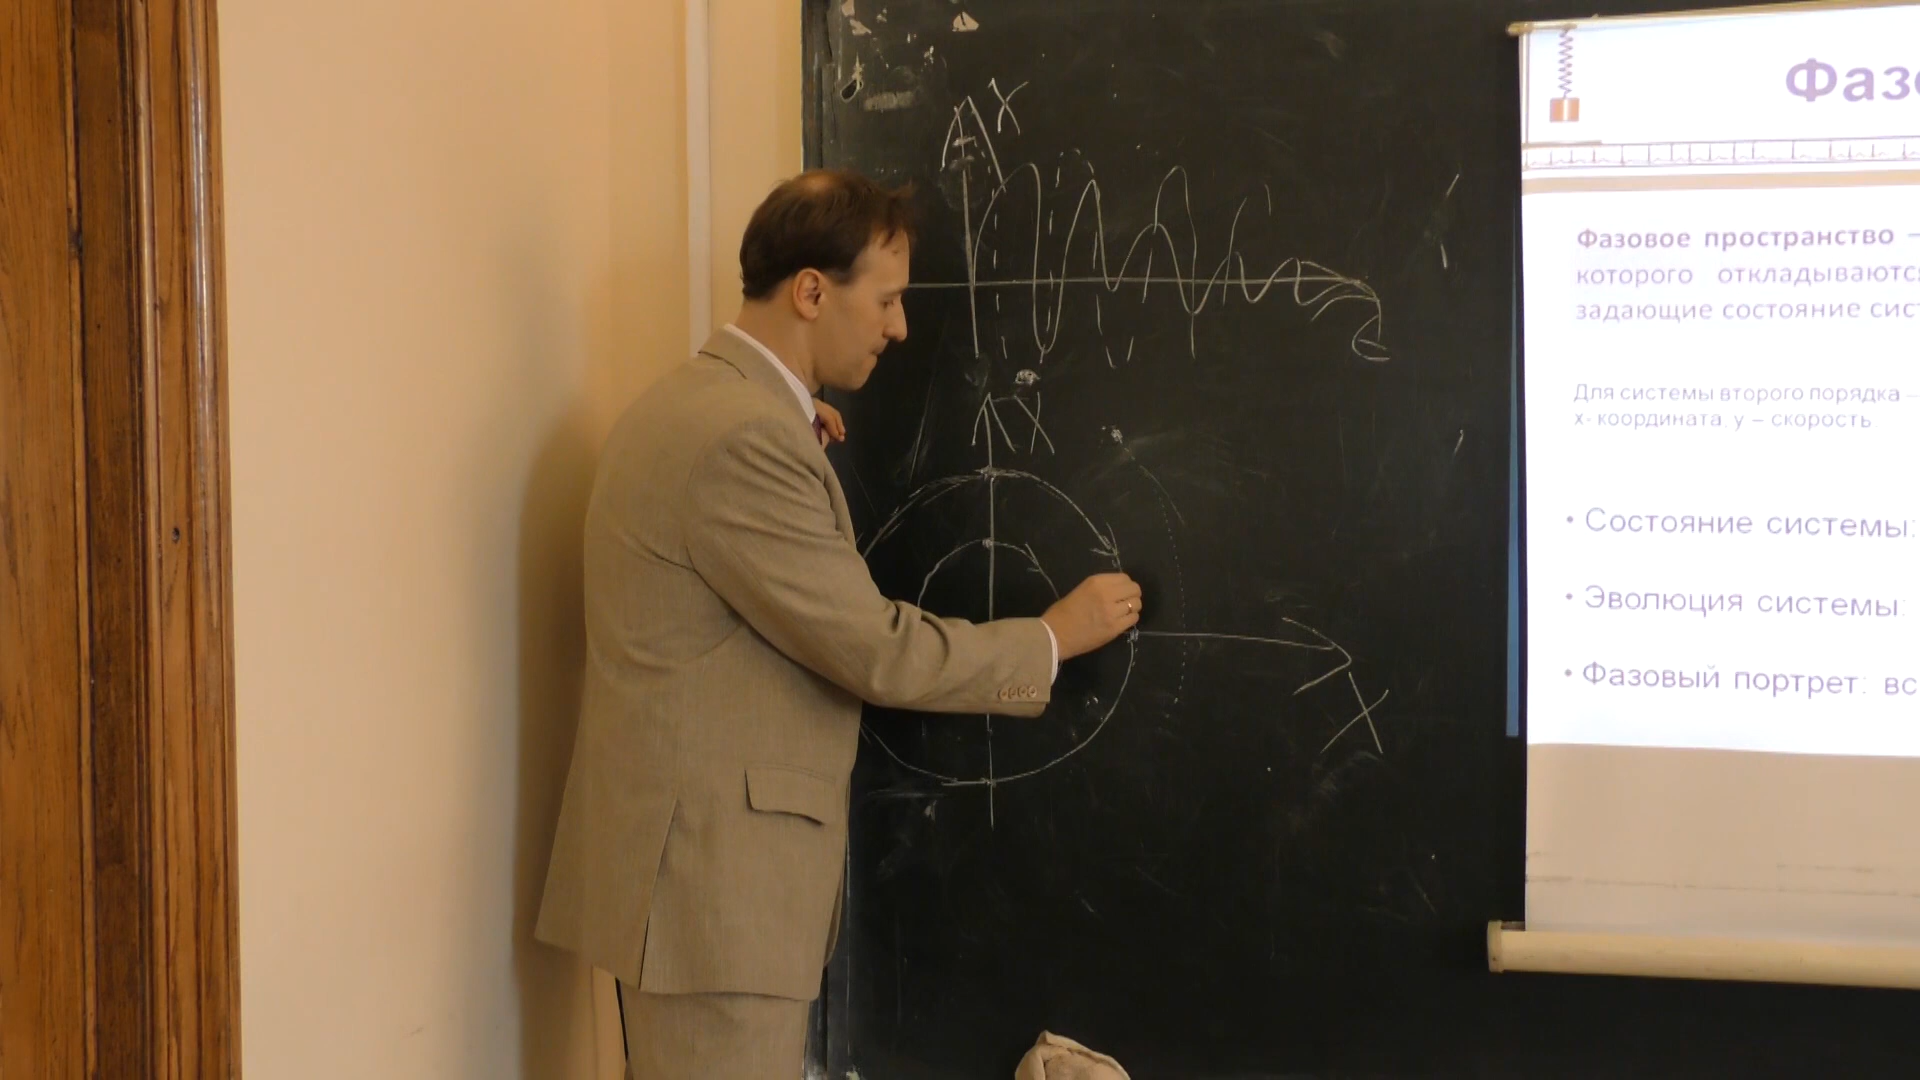 x
x
x
Фазо
Фазовое пространство –
которого откладываютс
задающие состояние сис
Для системы второго порядка –
x- координата, y – скорость
• Состояние системы:
• Эволюция системы:
• Фазовый портрет: вс